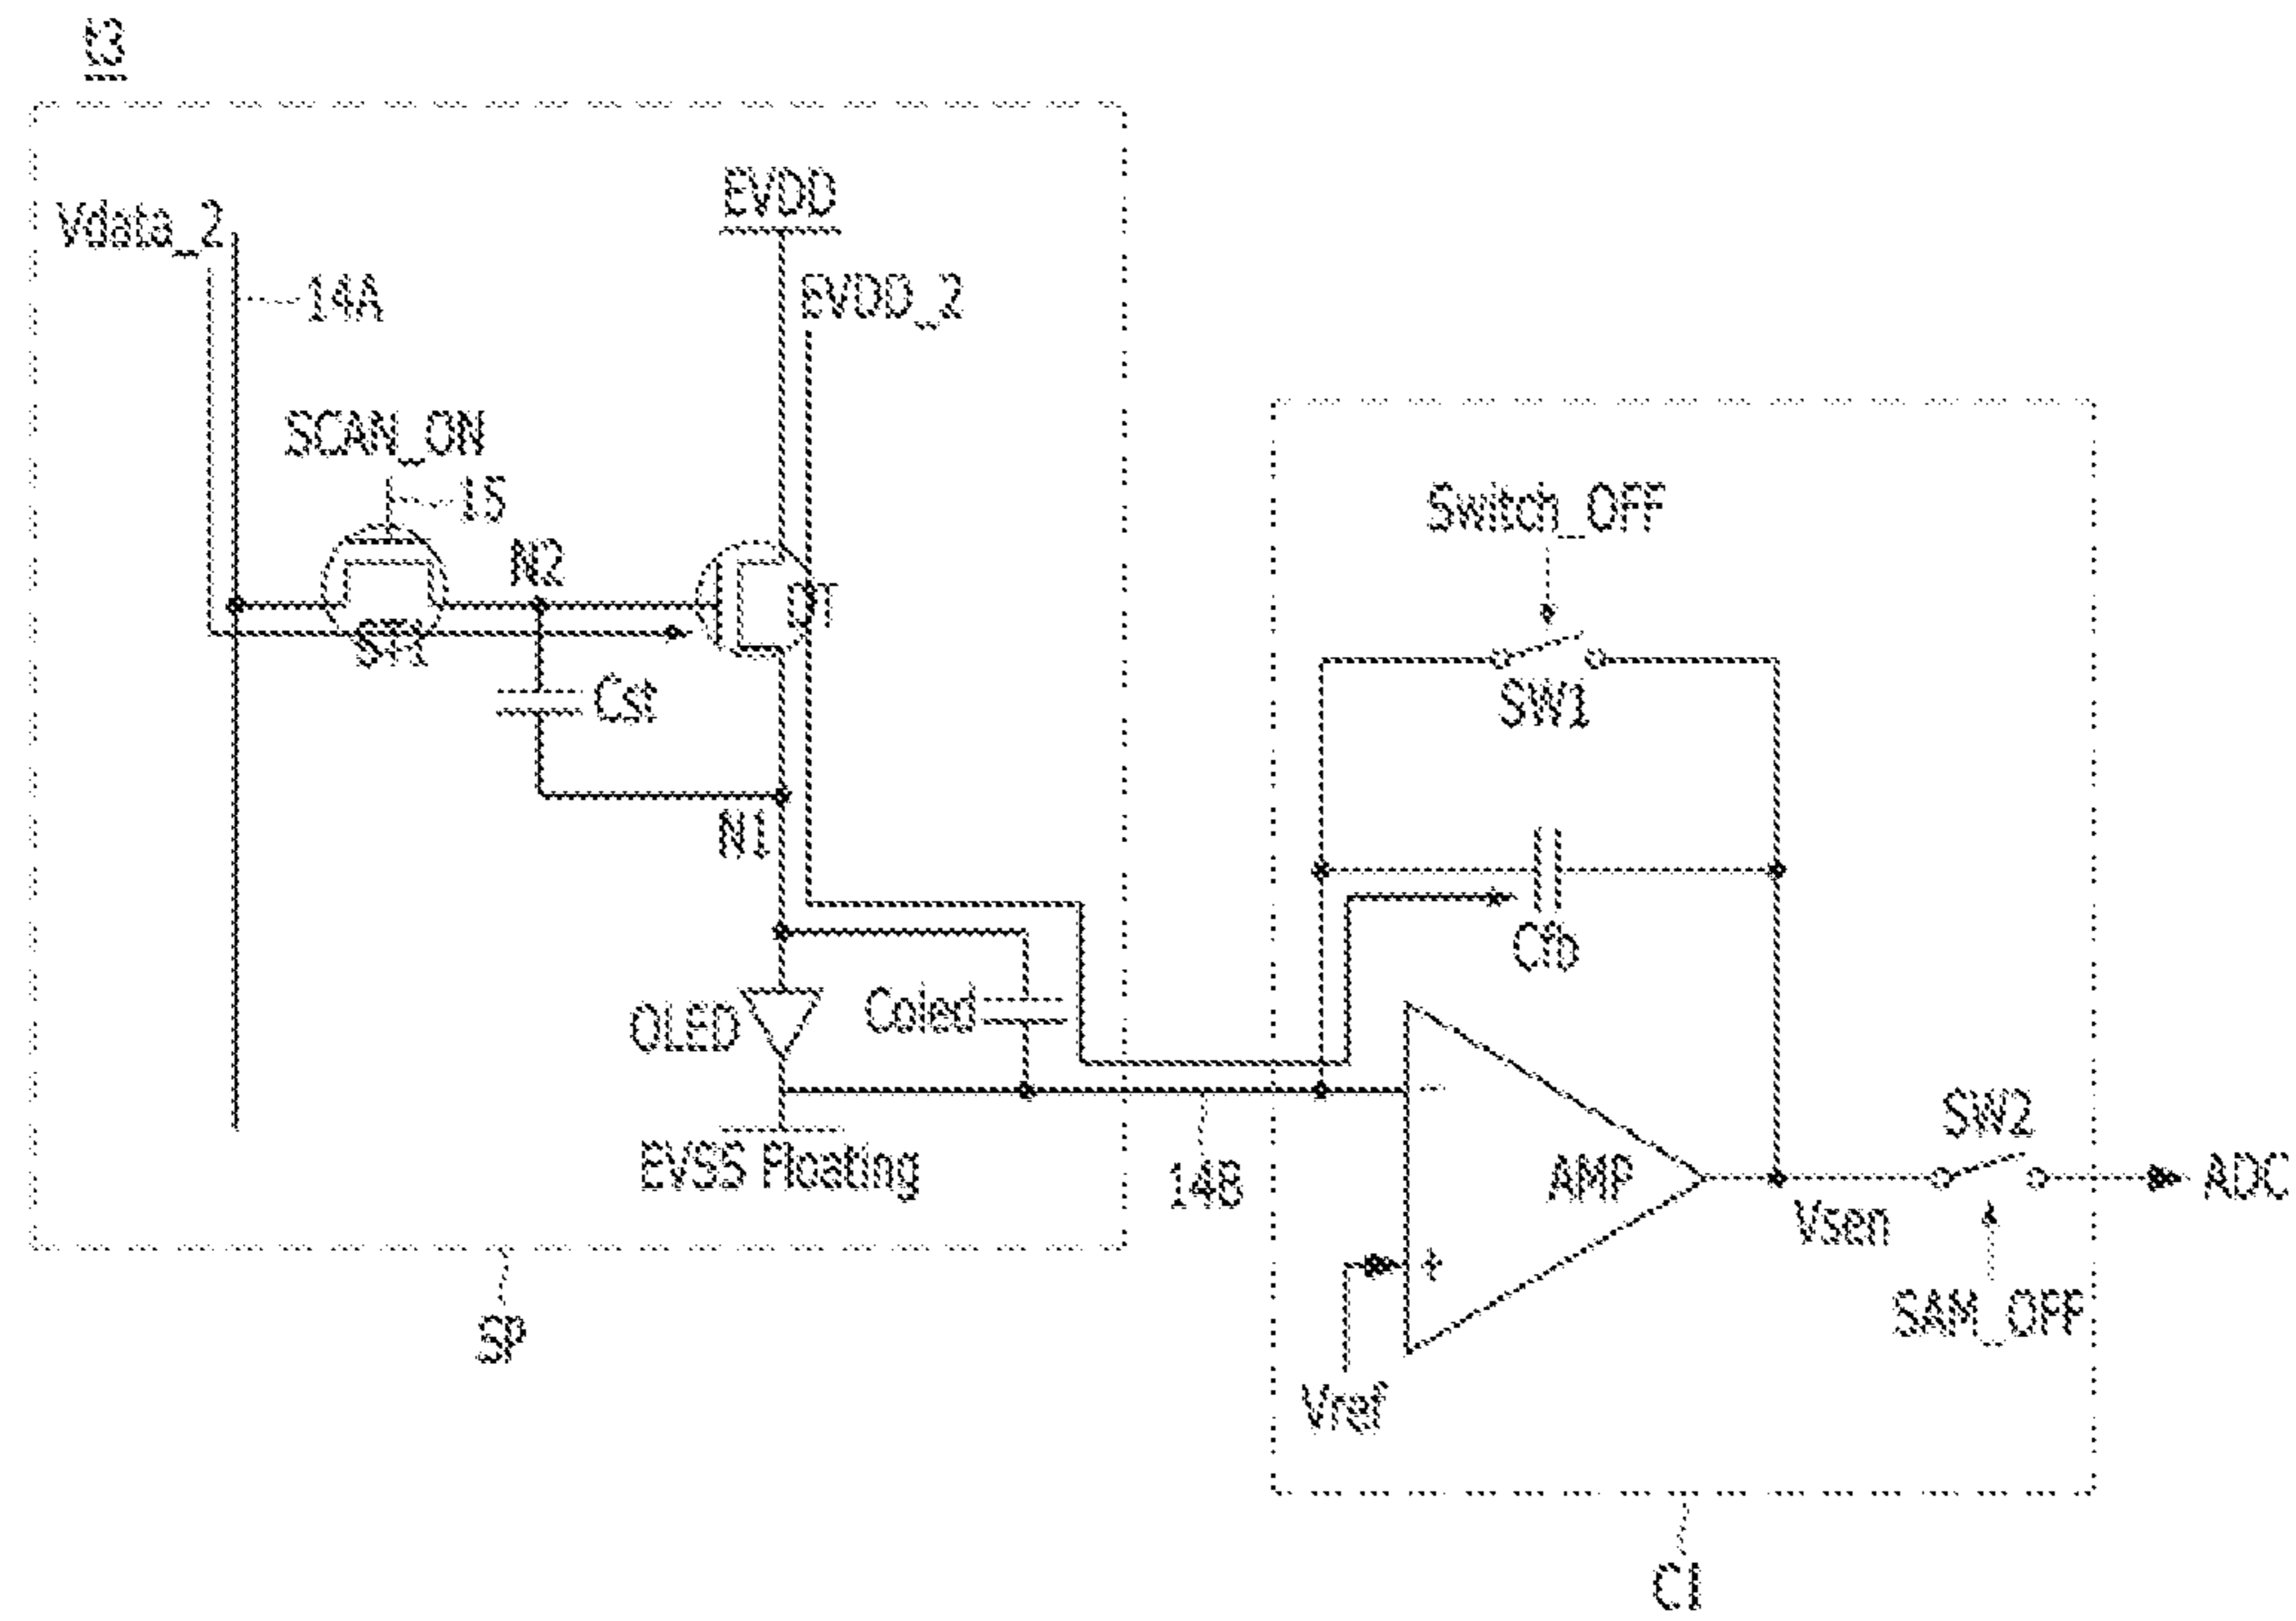 t3
Vdata_2
EVDD
14A
EVDD_2
SCAN_ON
15
N2
DT
Switch_OFF
Cst
SW1
N1
Cfb
OLED
Coled
-
SW2
EVSS Floating
14B
AMP
ADC
Vsen
+
SAM_OFF
SP
Vref
CI